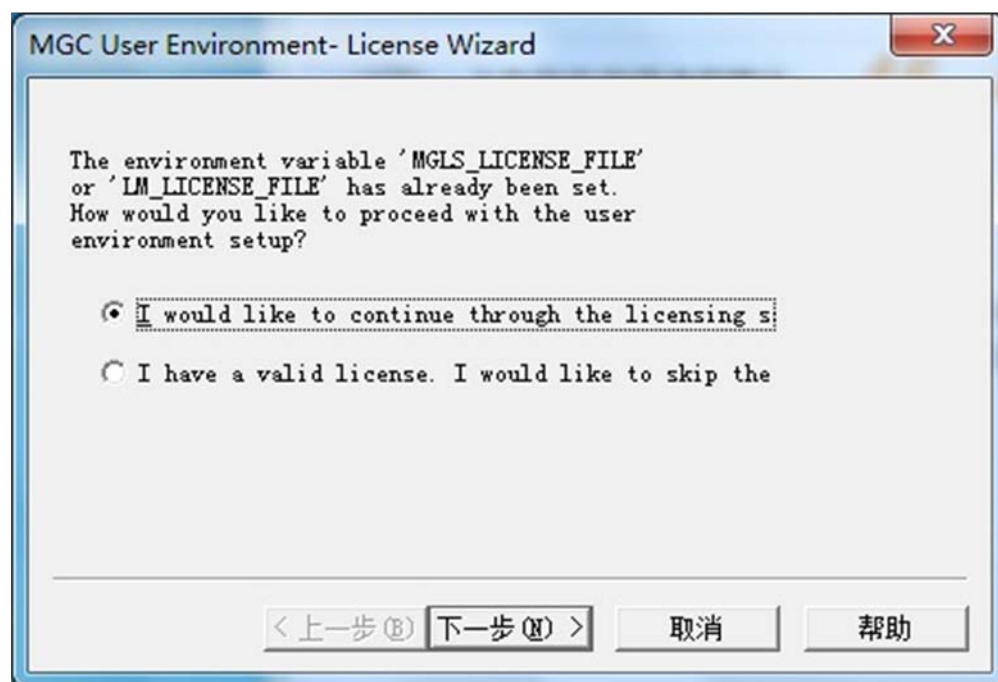 MGC User Environment- License Wizard
The environment variable 'MGLS_LICENSE_FILE'
or 'LM_LICENSE_FILE' has already been set.
How would you like to proceed with the user
environment setup?
I would like to continue through the licensing s
I have a valid license. I would like to skip the
< 上一步(B) 下一步(N) > 取消 帮助